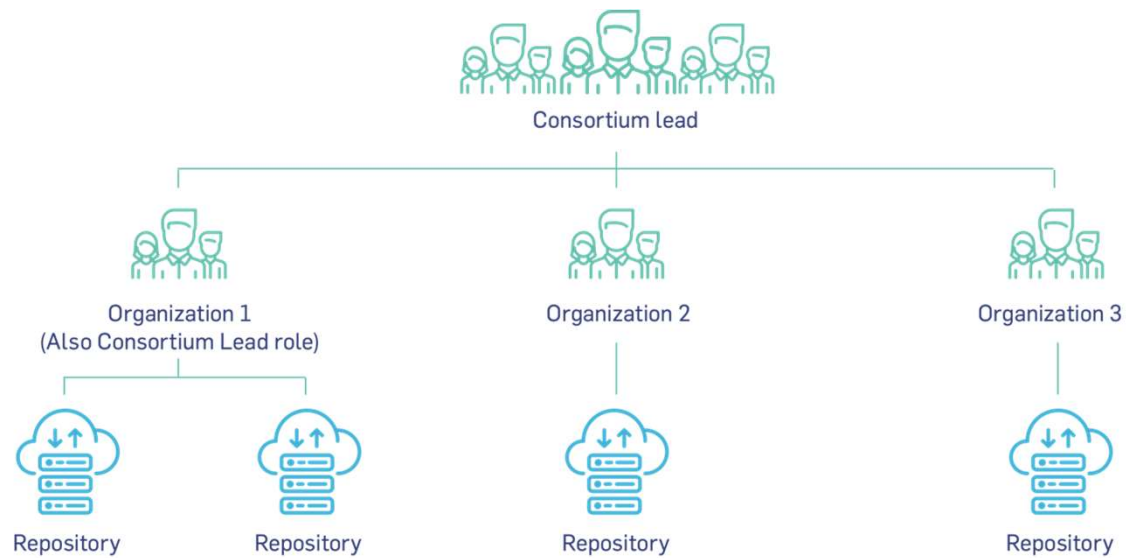 Consortium lead
Organization 1
(Also Consortium Lead role)
Organization 2
Organization 3
Repository
Repository
Repository
Repository